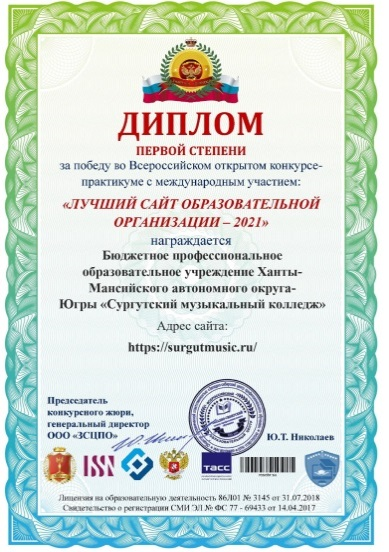 ДИПЛОМ
ПЕРВОЙ СТЕПЕНИ
за победу во Всероссийском открытом конкурсе-
практикуме с международным участием:
«ЛУЧШИЙ САЙТ ОБРАЗОВАТЕЛЬНОЙ
ОРГАНИЗАЦИИ – 2021»
награждается
Бюджетное профессиональное
образовательное учреждение Ханты-
Мансийского автономного округа-
Югры «Сургутский музыкальный колледж»
Адрес сайта:
https://surgutmusic.ru/
Председатель
конкурсного жюри,
генеральный директор
ООО «ЗСЦПО»
Ю.Т. Николаев
ISSN
ТАСС
Лицензия на образовательную деятельность 86Л01 № 3145 от 31.07.2018
Свидетельство о регистрации СМИ ЭЛ № ФС 77 - 69433 от 14.04.2017